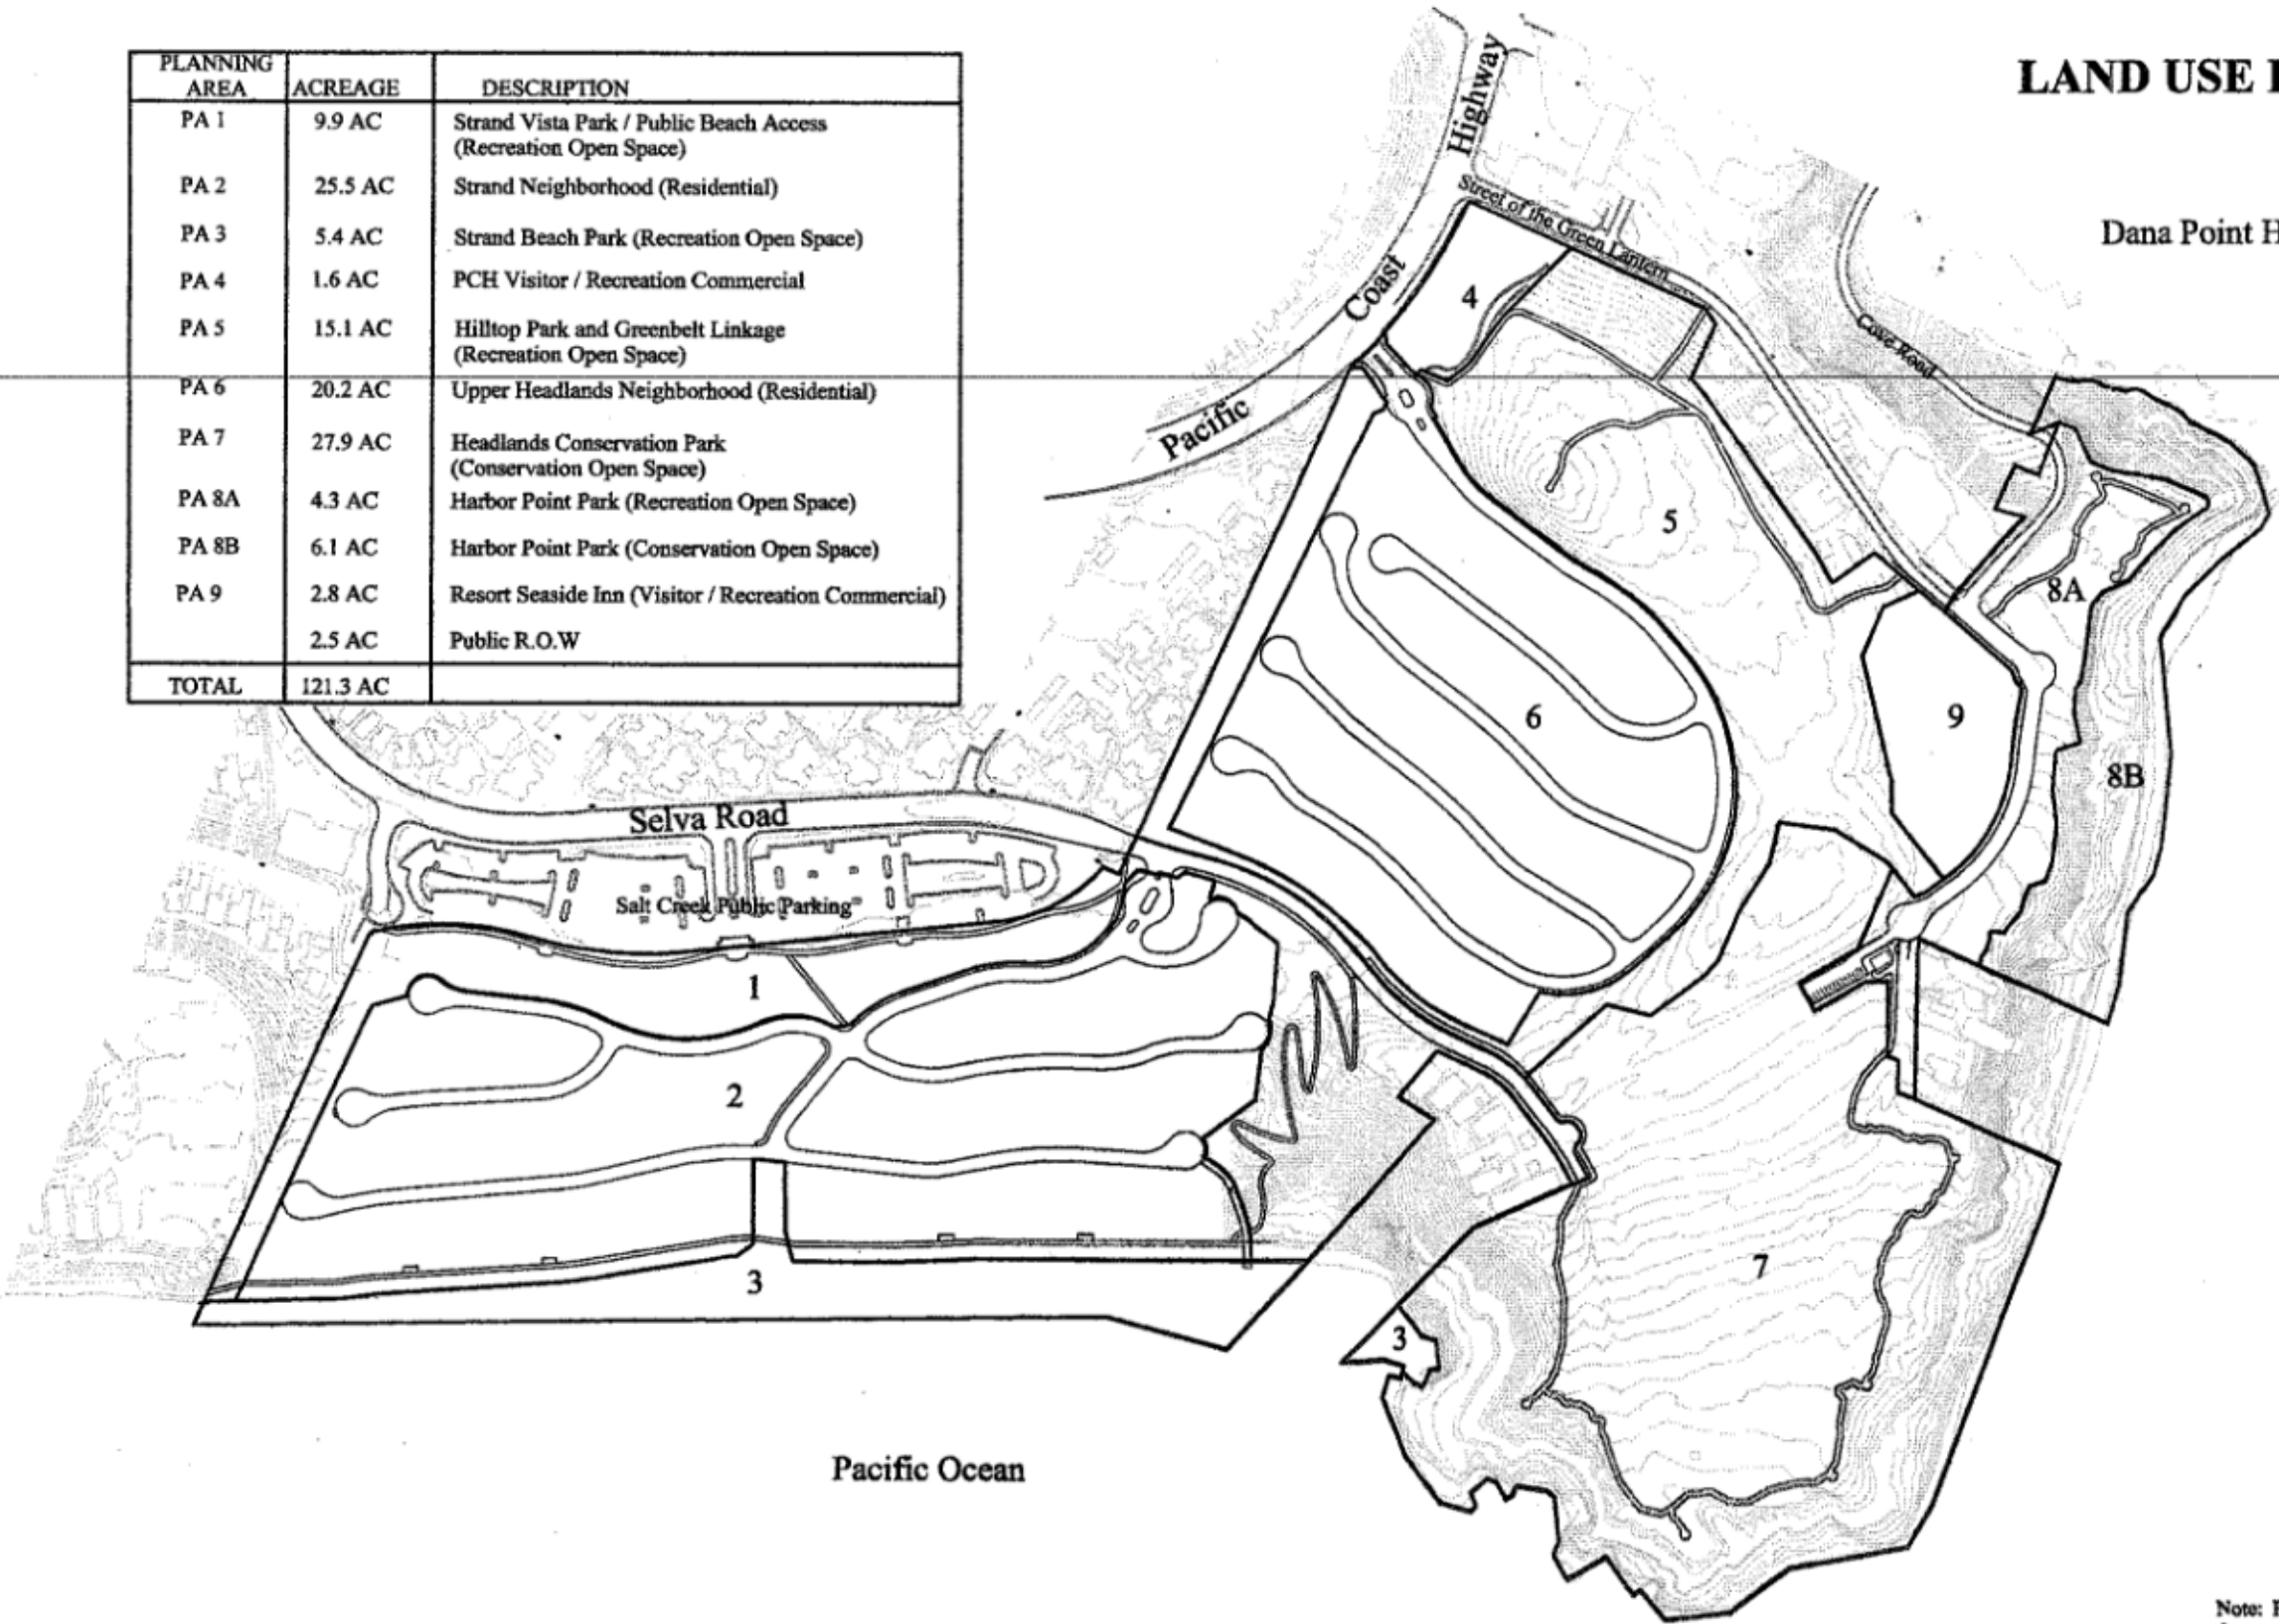 PLANNING AREA ACREAGE DESCRIPTION
PA 1 9.9 AC Strand Vista Park / Public Beach Access
(Recreation Open Space)
PA 2 25.5 AC Strand Neighborhood (Residential)
PA 3 5.4 AC Strand Beach Park (Recreation Open Space)
PA 4 1.6 AC PCH Visitor / Recreation Commercial
PA 5 15.1 AC Hilltop Park and Greenbelt Linkage
(Recreation Open Space)
PA 6 20.2 AC Upper Headlands Neighborhood (Residential)
PA 7 27.9 AC Headlands Conservation Park
(Conservation Open Space)
PA 8A 4.3 AC Harbor Point Park (Recreation Open Space)
PA 8B 6.1 AC Harbor Point Park (Conservation Open Space)
PA 9 2.8 AC Resort Seaside Inn (Visitor / Recreation Commercial)
2.5 AC Public R.O.W
TOTAL 121.3 AC
LAND USE
Dana Point H
Pacific Coast Highway
Street of the Green Lantern
Cove Road
4
5
8A
6
9
8B
Selva Road
Salt Creek Public Parking
1
2
3
7
3
Pacific Ocean
Note: